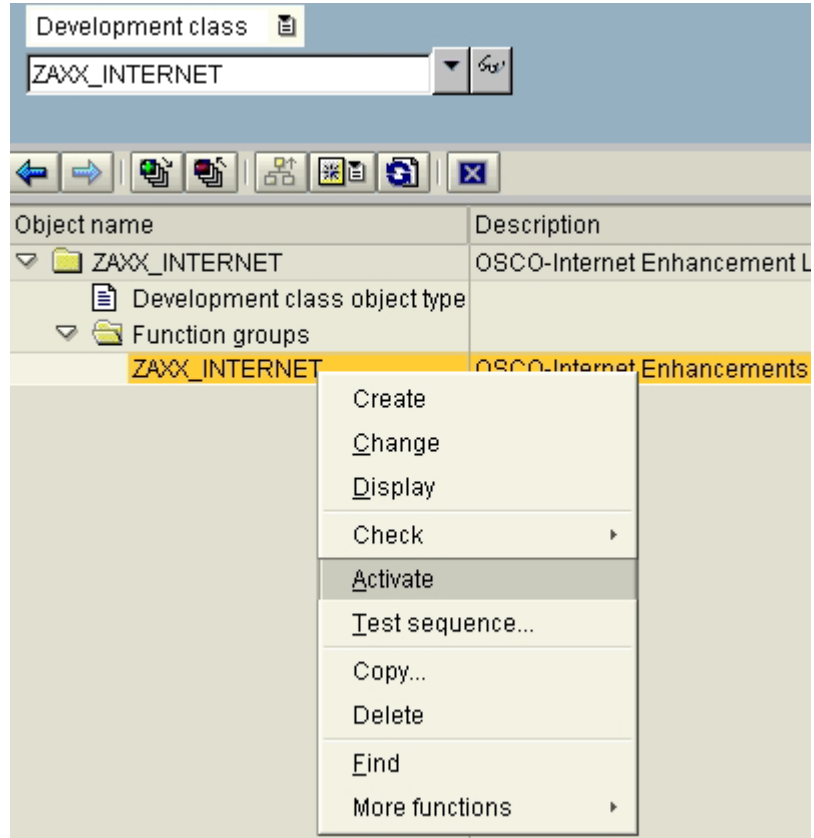 Development class
ZAXX_INTERNET
Object name Description
ZAXX_INTERNET OSCO-Internet Enhancement L
Development class object type
Function groups
ZAXX_INTERNET OSCO-Internet Enhancements
Create
Change
Display
Check
Activate
Test sequence...
Copy...
Delete
Find
More functions